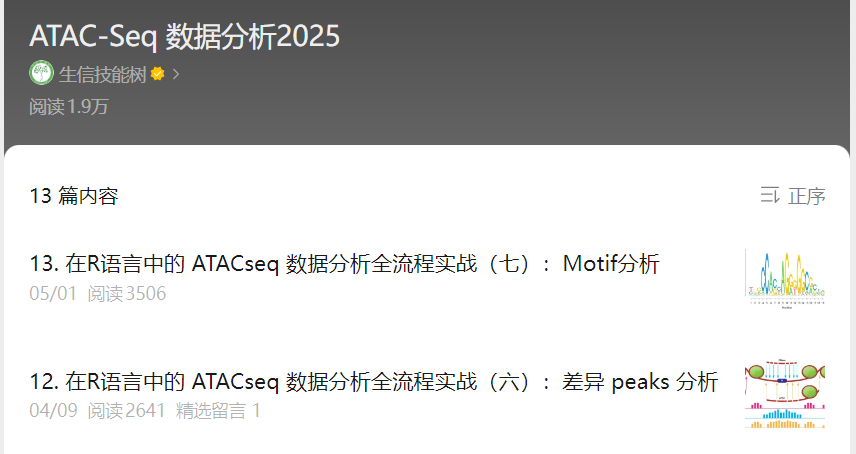 ATAC-Seq 数据分析2025
生信技能树
阅读1.9万
13 篇内容
正序
13. 在R语言中的 ATACseq 数据分析全流程实战（七）：Motif分析
05/01 阅读3506
12. 在R语言中的 ATACseq 数据分析全流程实战（六）：差异 peaks 分析
04/09 阅读2641 精选留言 1